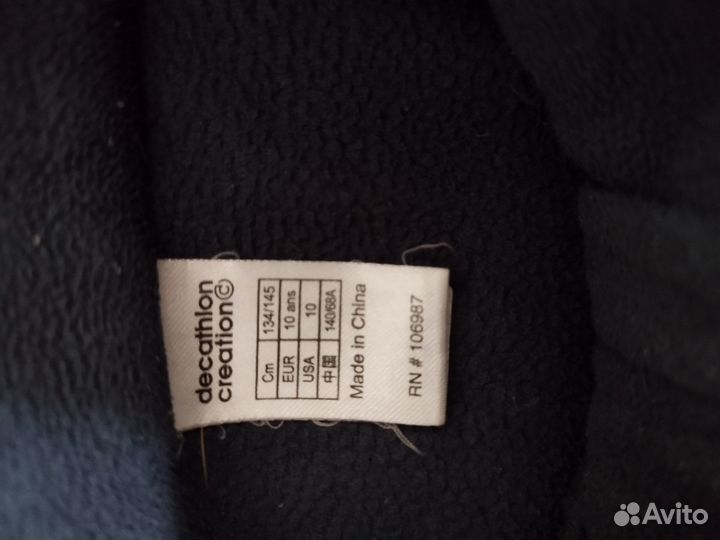 decathlon
creation©
Cm 134/145
EUR 10 ans
USA 10
中国 140/68A
Made in China
RN # 106987
Avito